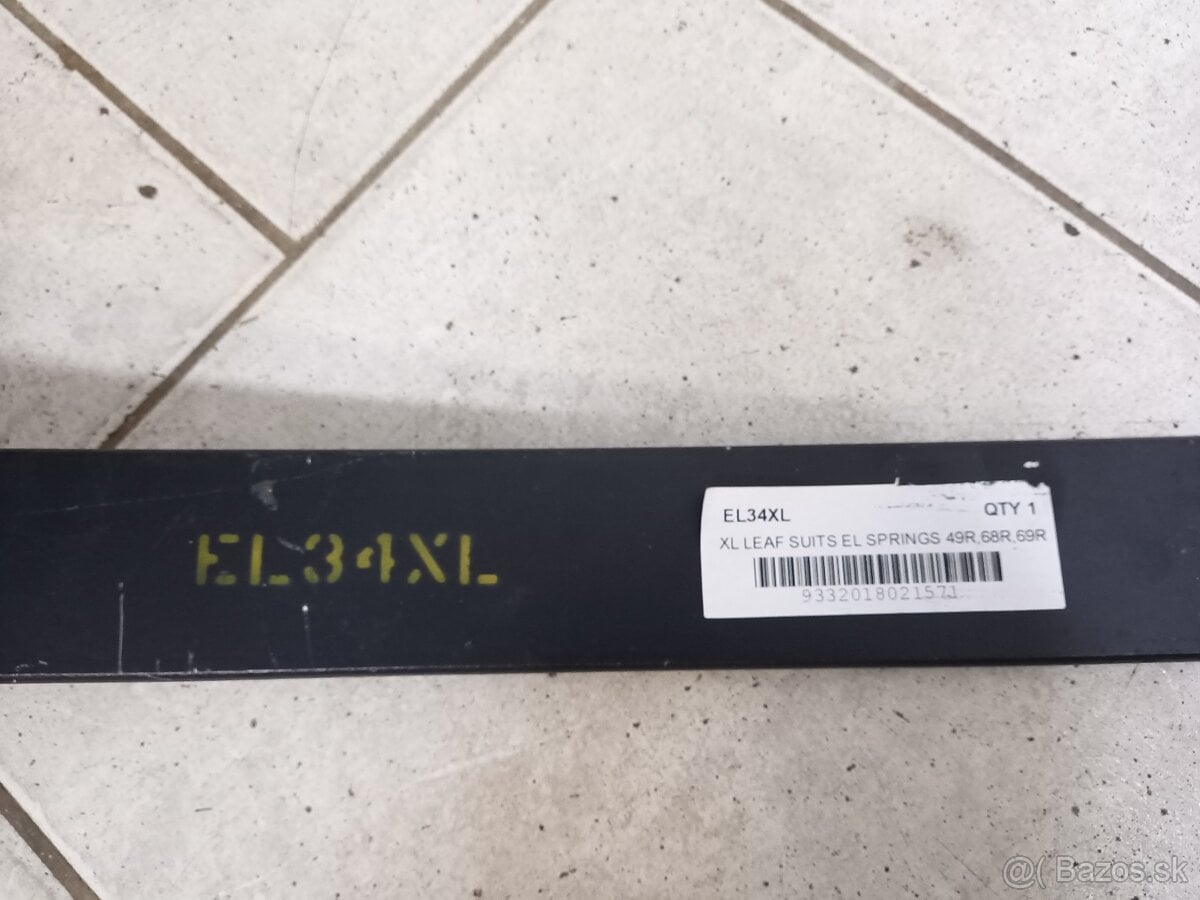 EL34XL
EL34XL QTY 1
XL LEAF SUITS EL SPRINGS 49R,68R,69R
9332018021571
@( Bazos.sk